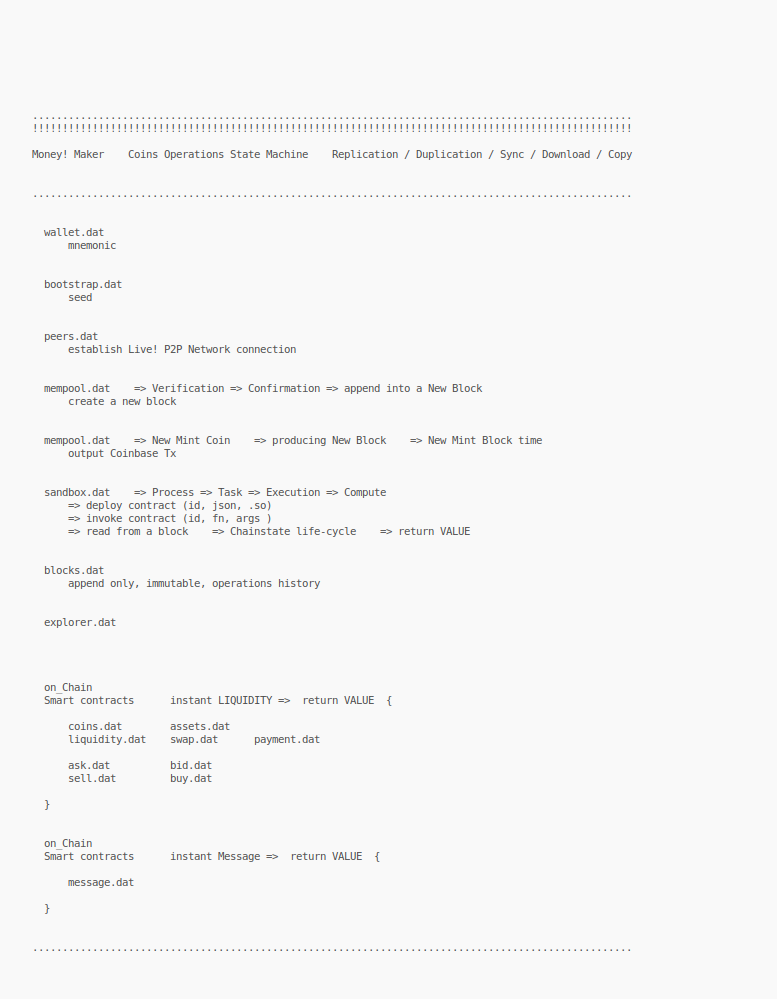 ....................................................................................................
!!!!!!!!!!!!!!!!!!!!!!!!!!!!!!!!!!!!!!!!!!!!!!!!!!!!!!!!!!!!!!!!!!!!!!!!!!!!!!!!!!!!!!!!!!!!!!!!!!!!
Money! Maker    Coins Operations State Machine    Replication / Duplication / Sync / Download / Copy
....................................................................................................
wallet.dat
mnemonic
bootstrap.dat
seed
peers.dat
establish Live! P2P Network connection
mempool.dat    => Verification => Confirmation => append into a New Block
create a new block
mempool.dat    => New Mint Coin    => producing New Block    => New Mint Block time
output Coinbase Tx
sandbox.dat    => Process => Task => Execution => Compute
=> deploy contract (id, json, .so)
=> invoke contract (id, fn, args )
=> read from a block    => Chainstate life-cycle    => return VALUE
blocks.dat
append only, immutable, operations history
explorer.dat
on_Chain
Smart contracts      instant LIQUIDITY =>  return VALUE  {
coins.dat        assets.dat
liquidity.dat    swap.dat      payment.dat
ask.dat          bid.dat
sell.dat         buy.dat
}
on_Chain
Smart contracts      instant Message =>  return VALUE  {
message.dat
}
....................................................................................................